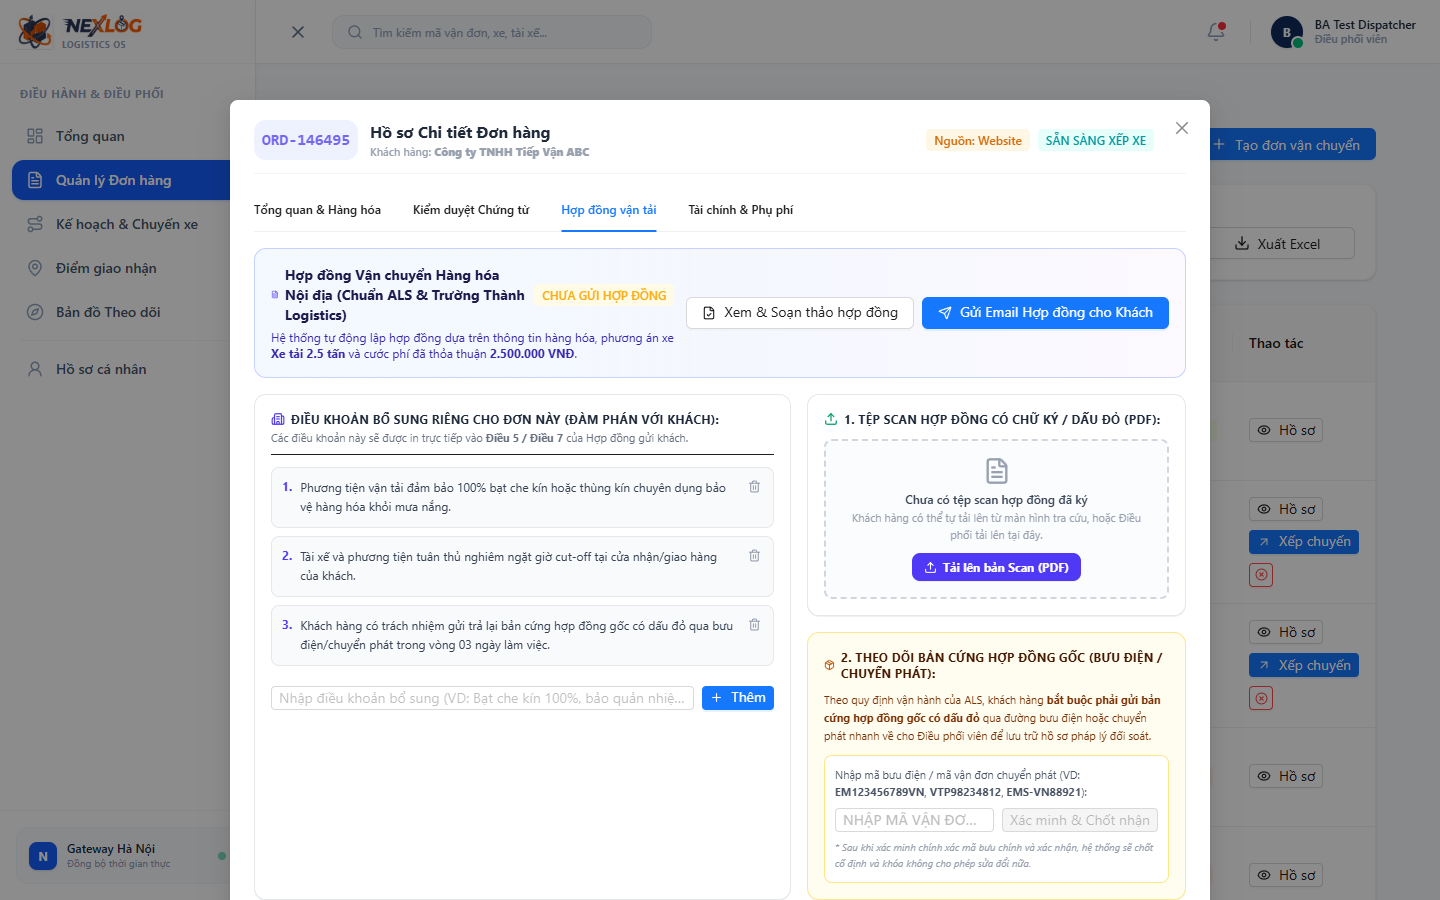 NEXLOG
LOGISTICS OS
Tìm kiếm mã vận đơn, xe, tài xế...
B
BA Test Dispatcher
Điều phối viên
ĐIỀU HÀNH & ĐIỀU PHỐI
Tổng quan
Quản lý Đơn hàng
Kế hoạch & Chuyến xe
Điểm giao nhận
Bản đồ Theo dõi
Hồ sơ cá nhân
N
Gateway Hà Nội
Đồng bộ thời gian thực
Tạo đơn vận chuyển
Xuất Excel
Thao tác
Hồ sơ
Hồ sơ
Xếp chuyến
Hồ sơ
Xếp chuyến
Hồ sơ
Hồ sơ
ORD-146495
Hồ sơ Chi tiết Đơn hàng
Khách hàng: Công ty TNHH Tiếp Vận ABC
Nguồn: Website
SẴN SÀNG XẾP XE
Tổng quan & Hàng hóa
Kiểm duyệt Chứng từ
Hợp đồng vận tải
Tài chính & Phụ phí
Hợp đồng Vận chuyển Hàng hóa
Nội địa (Chuẩn ALS & Trường Thành
Logistics)
CHƯA GỬI HỢP ĐỒNG
Hệ thống tự động lập hợp đồng dựa trên thông tin hàng hóa, phương án xe
Xe tải 2.5 tấn và cước phí đã thỏa thuận 2.500.000 VNĐ.
Xem & Soạn thảo hợp đồng
Gửi Email Hợp đồng cho Khách
ĐIỀU KHOẢN BỔ SUNG RIÊNG CHO ĐƠN NÀY (ĐÀM PHÁN VỚI KHÁCH):
Các điều khoản này sẽ được in trực tiếp vào Điều 5 / Điều 7 của Hợp đồng gửi khách.
1. Phương tiện vận tải đảm bảo 100% bạt che kín hoặc thùng kín chuyên dụng bảo
vệ hàng hóa khỏi mưa nắng.
2. Tài xế và phương tiện tuân thủ nghiêm ngặt giờ cut-off tại cửa nhận/giao hàng
của khách.
3. Khách hàng có trách nhiệm gửi trả lại bản cứng hợp đồng gốc có dấu đỏ qua bưu
điện/chuyển phát trong vòng 03 ngày làm việc.
Nhập điều khoản bổ sung (VD: Bạt che kín 100%, bảo quản nhiệ...
Thêm
1. TỆP SCAN HỢP ĐỒNG CÓ CHỮ KÝ / DẤU ĐỎ (PDF):
Chưa có tệp scan hợp đồng đã ký
Khách hàng có thể tự tải lên từ màn hình tra cứu, hoặc Điều
phối tải lên tại đây.
Tải lên bản Scan (PDF)
2. THEO DÕI BẢN CỨNG HỢP ĐỒNG GỐC (BƯU ĐIỆN /
CHUYỂN PHÁT):
Theo quy định vận hành của ALS, khách hàng bắt buộc phải gửi bản
cứng hợp đồng gốc có dấu đỏ qua đường bưu điện hoặc chuyển
phát nhanh về cho Điều phối viên để lưu trữ hồ sơ pháp lý đối soát.
Nhập mã bưu điện / mã vận đơn chuyển phát (VD:
EM123456789VN, VTP98234812, EMS-VN88921):
NHẬP MÃ VẬN ĐƠ...
Xác minh & Chốt nhận
* Sau khi xác minh chính xác mã bưu chính và xác nhận, hệ thống sẽ chốt
cố định và khóa không cho phép sửa đổi nữa.